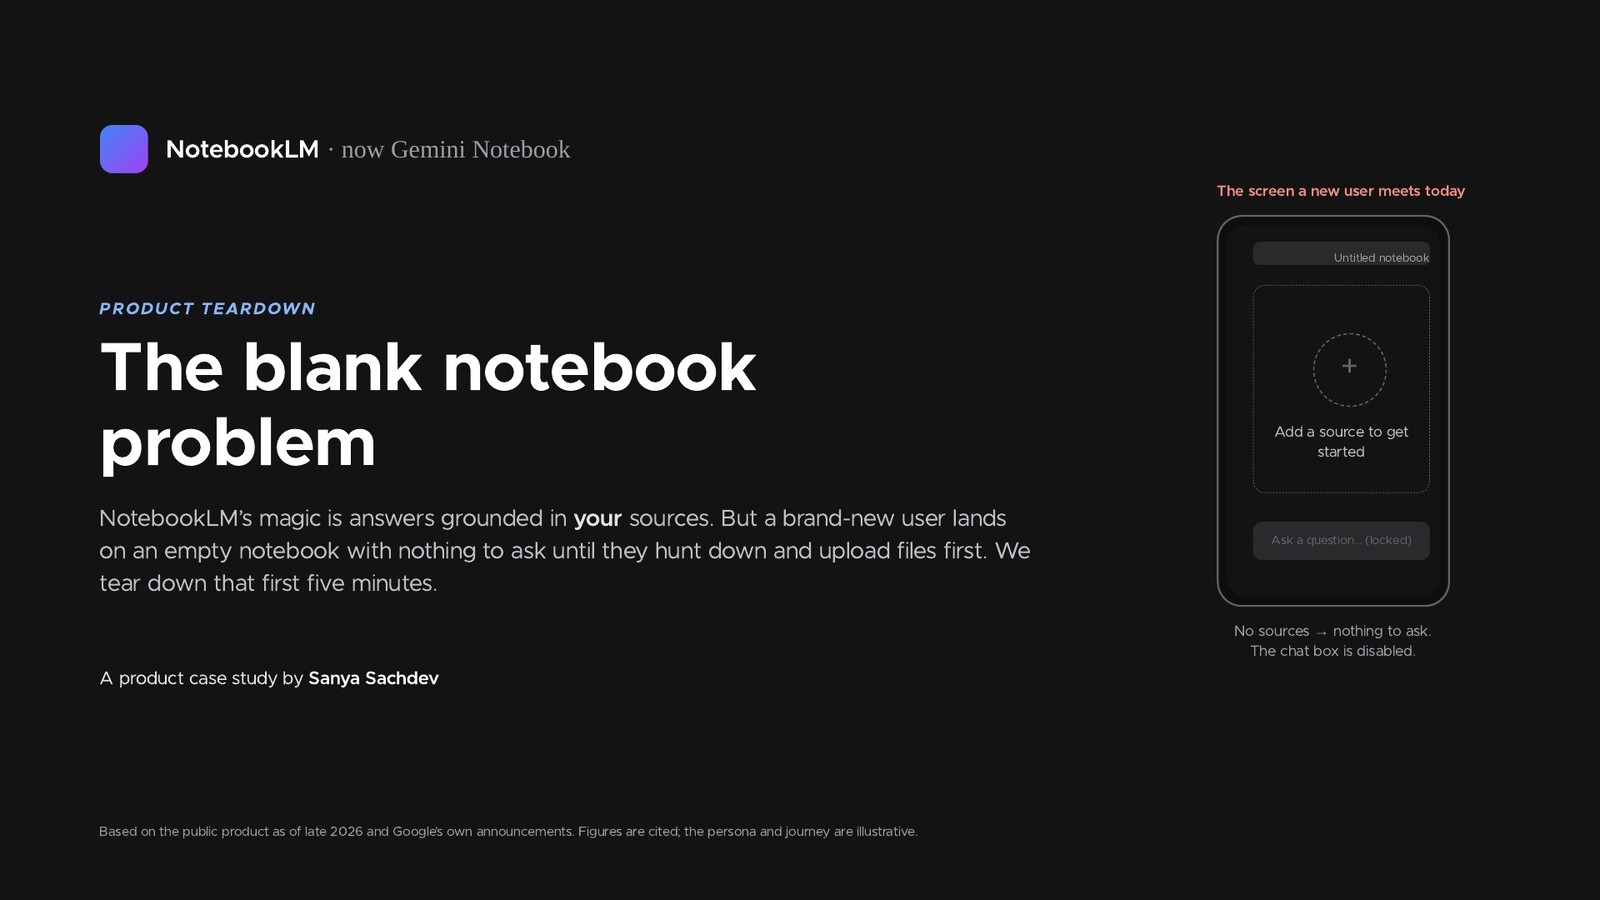 NotebookLM · now Gemini Notebook
PRODUCT TEARDOWN
The blank notebook
problem
NotebookLM’s magic is answers grounded in your sources. But a brand-new user lands
on an empty notebook with nothing to ask until they hunt down and upload files first. We
tear down that first five minutes.
A product case study by Sanya Sachdev
The screen a new user meets today
Untitled notebook
+
Add a source to get
started
Ask a question… (locked)
No sources → nothing to ask.
The chat box is disabled.
Based on the public product as of late 2026 and Google’s own announcements. Figures are cited; the persona and journey are illustrative.